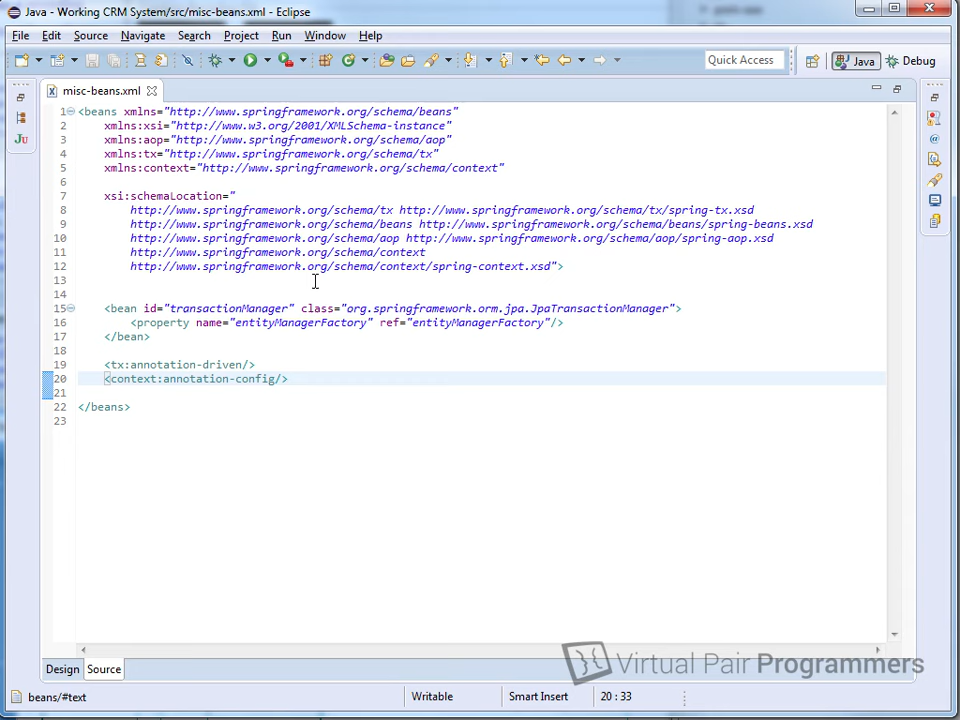 Java - Working CRM System/src/misc-beans.xml - Eclipse
File Edit Source Navigate Search Project Run Window Help
Quick Access Java Debug
misc-beans.xml
1 <beans xmlns="http://www.springframework.org/schema/beans"
2 xmlns:xsi="http://www.w3.org/2001/XMLSchema-instance"
3 xmlns:aop="http://www.springframework.org/schema/aop"
4 xmlns:tx="http://www.springframework.org/schema/tx"
5 xmlns:context="http://www.springframework.org/schema/context"
6
7 xsi:schemaLocation="
8 http://www.springframework.org/schema/tx http://www.springframework.org/schema/tx/spring-tx.xsd
9 http://www.springframework.org/schema/beans http://www.springframework.org/schema/beans/spring-beans.xsd
10 http://www.springframework.org/schema/aop http://www.springframework.org/schema/aop/spring-aop.xsd
11 http://www.springframework.org/schema/context
12 http://www.springframework.org/schema/context/spring-context.xsd">
13
14
15 <bean id="transactionManager" class="org.springframework.orm.jpa.JpaTransactionManager">
16 <property name="entityManagerFactory" ref="entityManagerFactory"/>
17 </bean>
18
19 <tx:annotation-driven/>
20 <context:annotation-config/>
21
22 </beans>
23
Ju
@
Design Source
Virtual Pair Programmers
beans/#text Writable Smart Insert 20 : 33